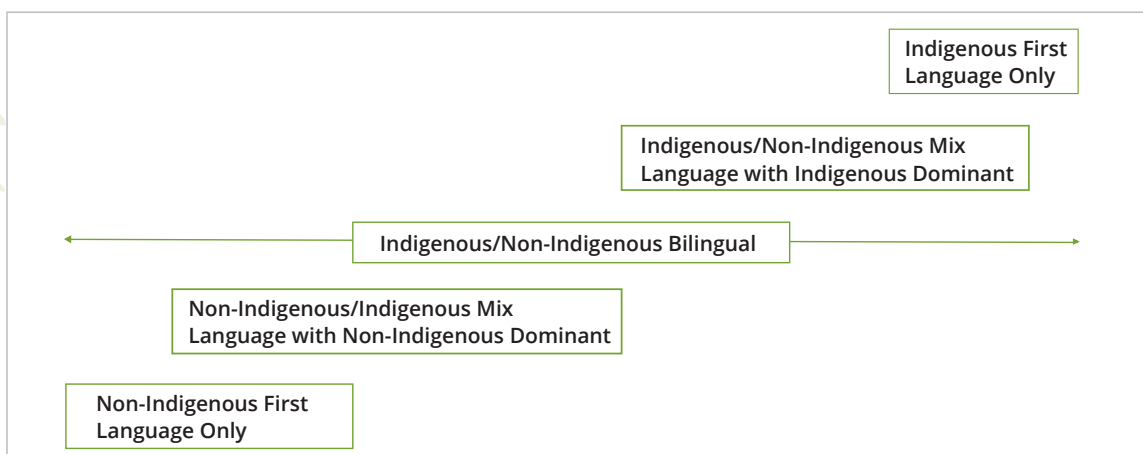 Indigenous First
Language Only
Indigenous/Non-Indigenous Mix
Language with Indigenous Dominant
Indigenous/Non-Indigenous Bilingual
Non-Indigenous/Indigenous Mix
Language with Non-Indigenous Dominant
Non-Indigenous First
Language Only